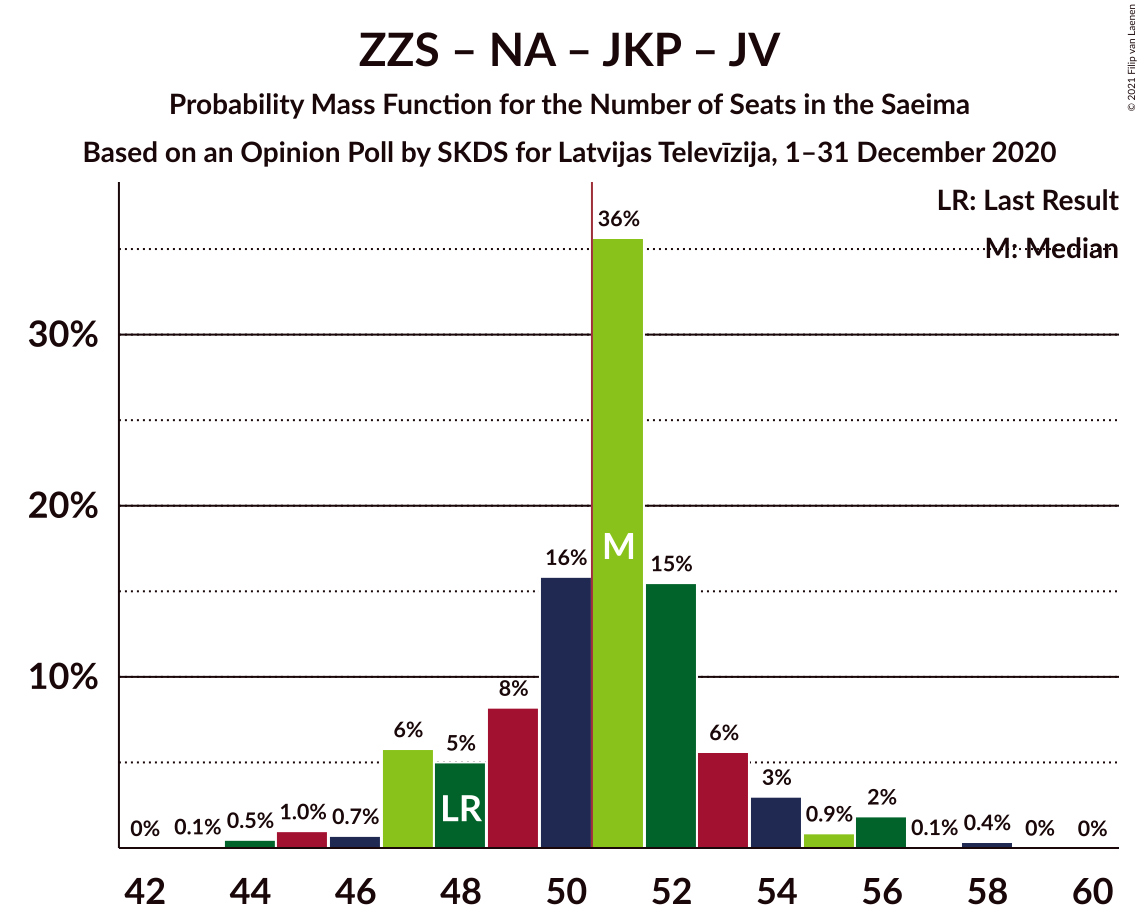 ZZS – NA – JKP – JV
Probability Mass Function for the Number of Seats in the Saeima
Based on an Opinion Poll by SKDS for Latvijas Televīzija, 1–31 December 2020
© 2021 Filip van Laenen
LR: Last Result
M: Median
30%
20%
10%
0%
0.1%
0.5%
1.0%
0.7%
6%
5%
8%
16%
36%
15%
6%
3%
0.9%
2%
0.1%
0.4%
0%
0%
LR
M
42 44 46 48 50 52 54 56 58 60